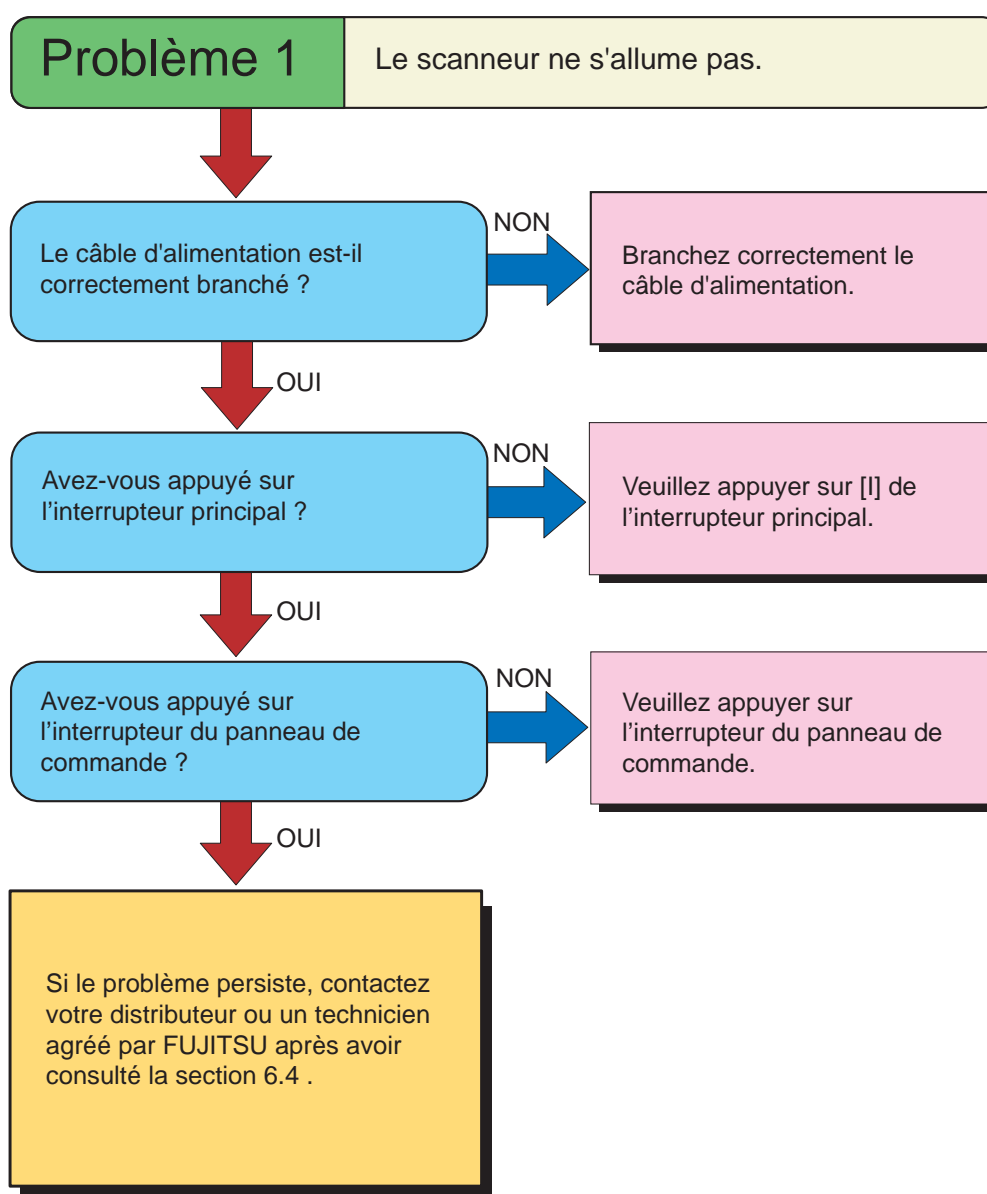 Problème 1
Le scanneur ne s'allume pas.
Le câble d'alimentation est-il
correctement branché ?
NON
Branchez correctement le
câble d'alimentation.
OUI
Avez-vous appuyé sur
l’interrupteur principal ?
NON
Veuillez appuyer sur [I] de
l’interrupteur principal.
OUI
Avez-vous appuyé sur
l’interrupteur du panneau de
commande ?
NON
Veuillez appuyer sur
l’interrupteur du panneau de
commande.
OUI
Si le problème persiste, contactez
votre distributeur ou un technicien
agréé par FUJITSU après avoir
consulté la section 6.4 .